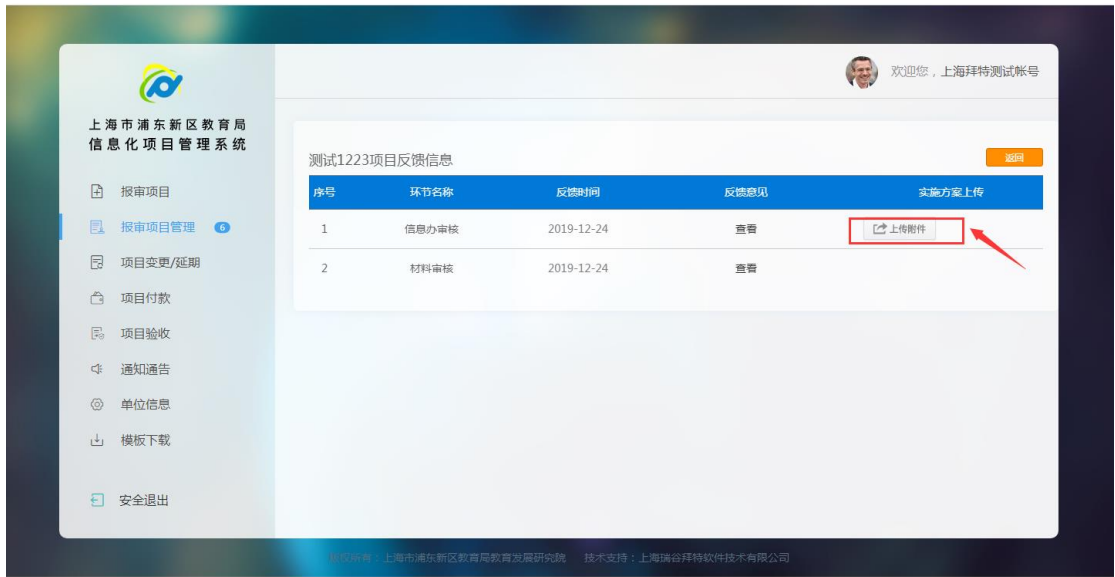 欢迎您，上海拜特测试帐号
上海市浦东新区教育局
信息化项目管理系统
报审项目
报审项目管理 6
项目变更/延期
项目付款
项目验收
通知通告
单位信息
模板下载
安全退出
测试1223项目反馈信息
返回
序号 环节名称 反馈时间 反馈意见 实施方案上传
1 信息办审核 2019-12-24 查看 上传附件
2 材料审核 2019-12-24 查看
版权所有：上海市浦东新区教育局教育发展研究院 技术支持：上海瑞谷拜特软件技术有限公司